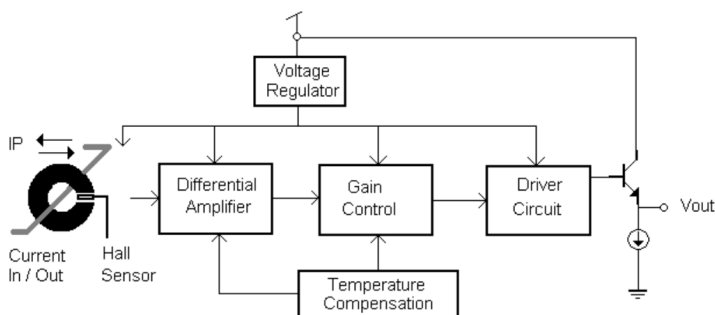 Voltage
Regulator
IP
Differential
Amplifier
Gain
Control
Driver
Circuit
Vout
Current
In / Out
Hall
Sensor
Temperature
Compensation